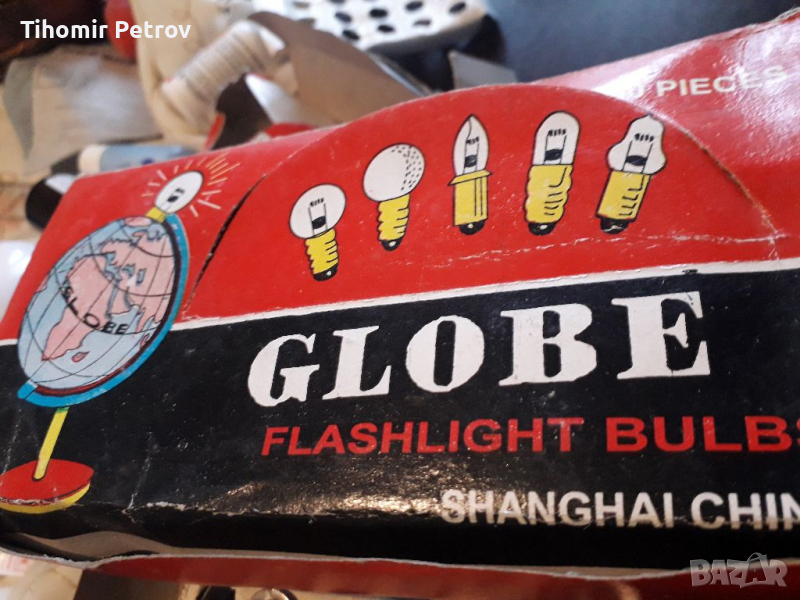 Tihomir Petrov
PIECES
GLOBE
GLOBE
FLASHLIGHT BULBS
SHANGHAI CHIN
BAZAR